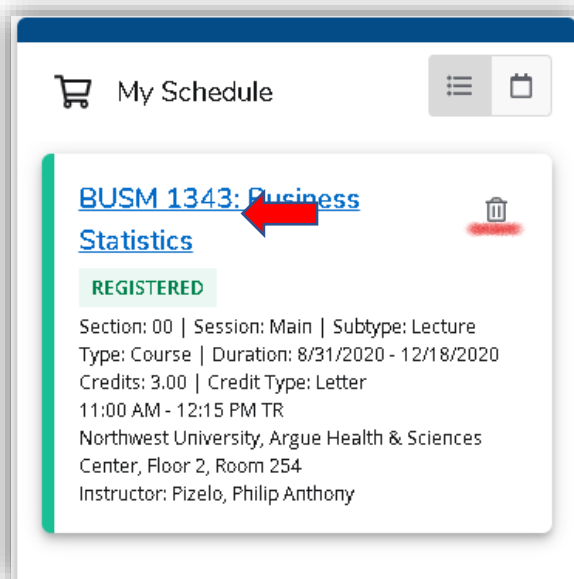 My Schedule
BUSM 1343: Business
Statistics
REGISTERED
Section: 00 | Session: Main | Subtype: Lecture
Type: Course | Duration: 8/31/2020 - 12/18/2020
Credits: 3.00 | Credit Type: Letter
11:00 AM - 12:15 PM TR
Northwest University, Argue Health & Sciences
Center, Floor 2, Room 254
Instructor: Pizelo, Philip Anthony